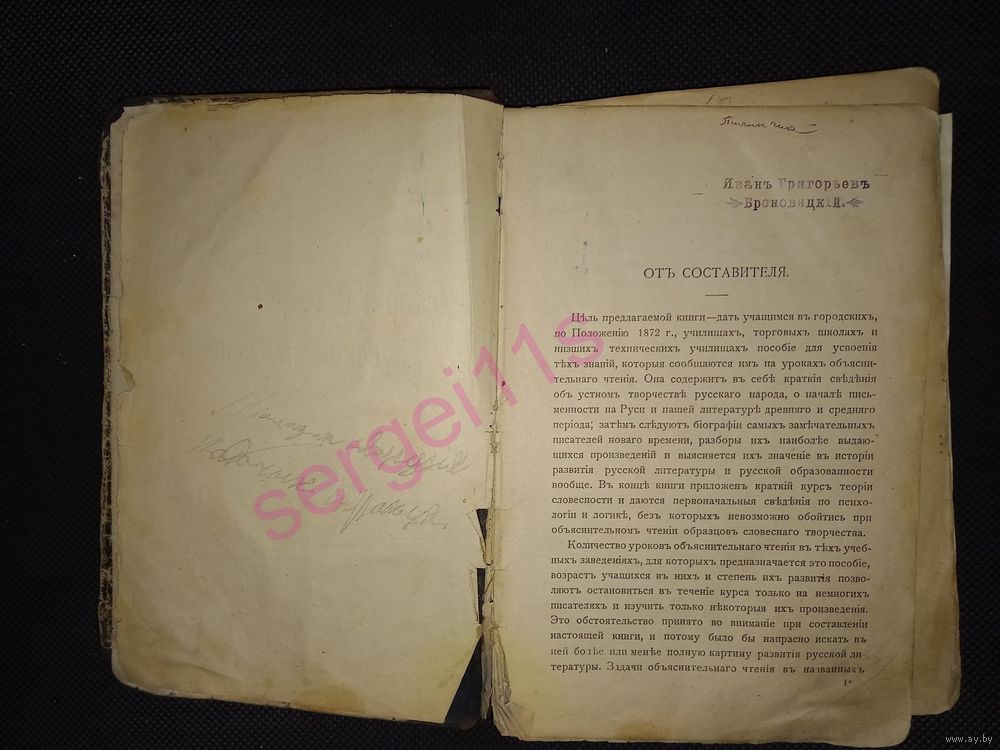 Иванъ Григорьевъ
Броновицкій.
ОТЪ СОСТАВИТЕЛЯ.
Цѣль предлагаемой книги—дать учащимся въ городскихъ,
по Положенію 1872 г., училищахъ, торговыхъ школахъ и
низшихъ техническихъ училищахъ пособіе для усвоенія
тѣхъ знаній, которыя сообщаются имъ на урокахъ объясни-
тельнаго чтенія. Она содержитъ въ себѣ краткія свѣдѣнія
объ устномъ творчествѣ русскаго народа, о началѣ пись-
менности на Руси и нашей литературѣ древняго и средняго
періода; затѣмъ слѣдуютъ біографіи самыхъ замѣчательныхъ
писателей новаго времени, разборы ихъ наиболѣе выдаю-
щихся произведеній и выясняется ихъ значеніе въ исторіи
развитія русской литературы и русской образованности
вообще. Въ концѣ книги приложенъ краткій курсъ теоріи
словесности и даются первоначальныя свѣдѣнія по психо-
логіи и логикѣ, безъ которыхъ невозможно обойтись при
объяснительномъ чтеніи образцовъ словеснаго творчества.
Количество уроковъ объяснительнаго чтенія въ тѣхъ учеб-
ныхъ заведеніяхъ, для которыхъ предназначается это пособіе,
возрастъ учащихся въ нихъ и степень ихъ развитія позво-
ляютъ остановиться въ теченіе курса только на немногихъ
писателяхъ и изучить только нѣкоторыя ихъ произведенія.
Это обстоятельство принято во вниманіе при составленіи
настоящей книги, и потому было бы напрасно искать въ
ней болѣе или менѣе полную картину развитія русской ли-
тературы. Задачи объяснительнаго чтенія въ названныхъ
1*
sergei11s
www.ay.by